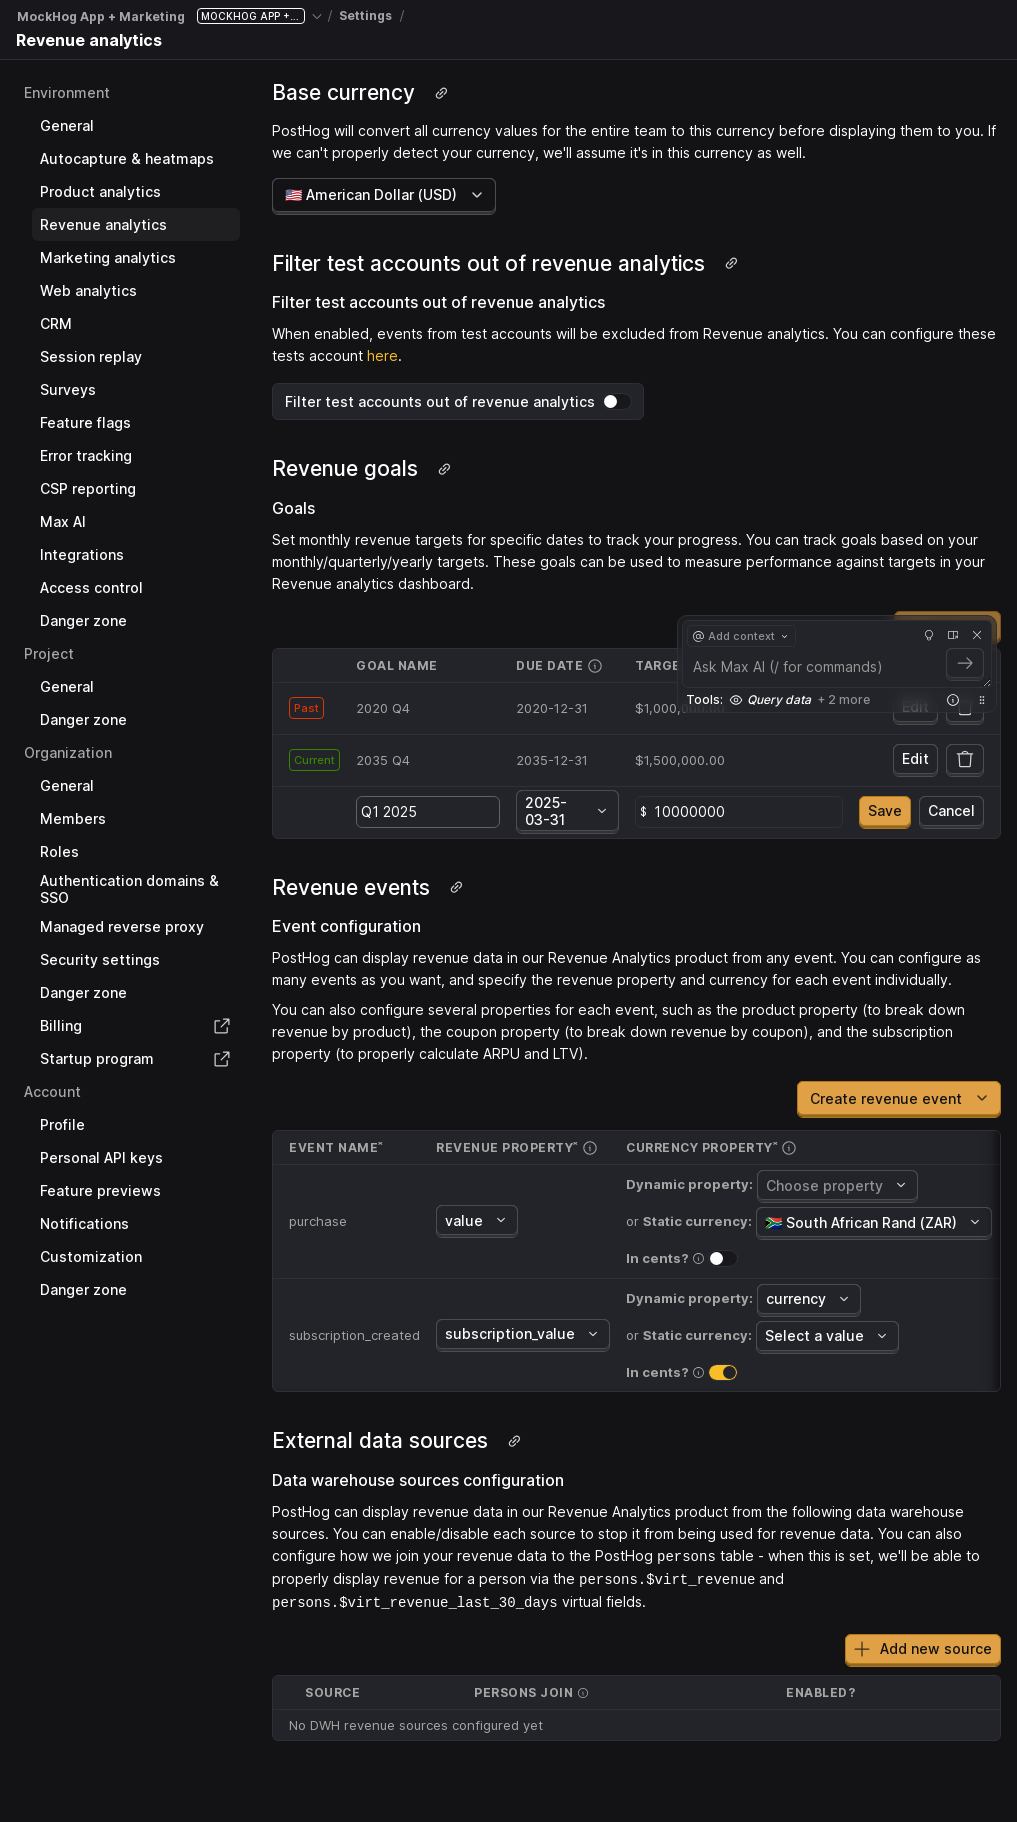 MockHog App + Marketing MOCKHOG APP +... / Settings /
Revenue analytics
Environment
General
Autocapture & heatmaps
Product analytics
Revenue analytics
Marketing analytics
Web analytics
CRM
Session replay
Surveys
Feature flags
Error tracking
CSP reporting
Max AI
Integrations
Access control
Danger zone
Project
General
Danger zone
Organization
General
Members
Roles
Authentication domains &
SSO
Managed reverse proxy
Security settings
Danger zone
Billing
Startup program
Account
Profile
Personal API keys
Feature previews
Notifications
Customization
Danger zone
Base currency
PostHog will convert all currency values for the entire team to this currency before displaying them to you. If
we can't properly detect your currency, we'll assume it's in this currency as well.
🇺🇸 American Dollar (USD)
Filter test accounts out of revenue analytics
Filter test accounts out of revenue analytics
When enabled, events from test accounts will be excluded from Revenue analytics. You can configure these
tests account here.
Filter test accounts out of revenue analytics
Revenue goals
Goals
Set monthly revenue targets for specific dates to track your progress. You can track goals based on your
monthly/quarterly/yearly targets. These goals can be used to measure performance against targets in your
Revenue analytics dashboard.
@ Add context
Ask Max AI (/ for commands)
Tools: Query data + 2 more
GOAL NAME DUE DATE TARGE
Past 2020 Q4 2020-12-31 $1,000,000.00 Edit
Current 2035 Q4 2035-12-31 $1,500,000.00 Edit
Q1 2025 2025-
03-31 $ 10000000 Save Cancel
Revenue events
Event configuration
PostHog can display revenue data in our Revenue Analytics product from any event. You can configure as
many events as you want, and specify the revenue property and currency for each event individually.
You can also configure several properties for each event, such as the product property (to break down
revenue by product), the coupon property (to break down revenue by coupon), and the subscription
property (to properly calculate ARPU and LTV).
Create revenue event
EVENT NAME* REVENUE PROPERTY* CURRENCY PROPERTY*
Dynamic property: Choose property
purchase value or Static currency: 🇿🇦 South African Rand (ZAR)
In cents?
Dynamic property: currency
subscription_created subscription_value or Static currency: Select a value
In cents?
External data sources
Data warehouse sources configuration
PostHog can display revenue data in our Revenue Analytics product from the following data warehouse
sources. You can enable/disable each source to stop it from being used for revenue data. You can also
configure how we join your revenue data to the PostHog persons table - when this is set, we'll be able to
properly display revenue for a person via the persons.$virt_revenue and
persons.$virt_revenue_last_30_days virtual fields.
Add new source
SOURCE PERSONS JOIN ENABLED?
No DWH revenue sources configured yet